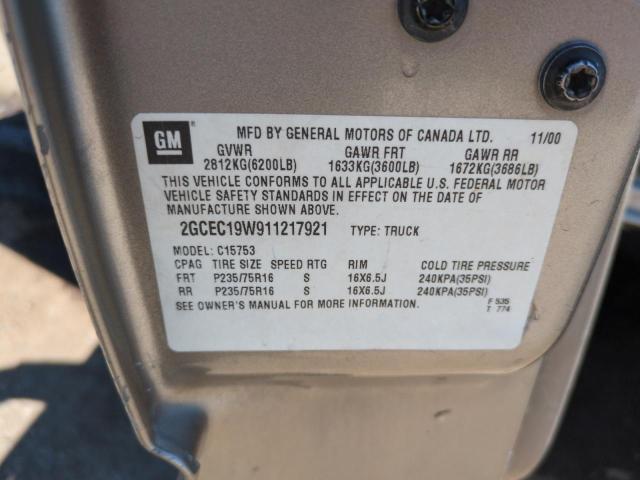 GM
MFD BY GENERAL MOTORS OF CANADA LTD. 11/00
GVWR GAWR FRT GAWR RR
2812KG(6200LB) 1633KG(3600LB) 1672KG(3686LB)
THIS VEHICLE CONFORMS TO ALL APPLICABLE U.S. FEDERAL MOTOR
VEHICLE SAFETY STANDARDS IN EFFECT ON THE DATE OF
MANUFACTURE SHOWN ABOVE.
2GCEC19W911217921 TYPE: TRUCK
MODEL: C15753
CPAG TIRE SIZE SPEED RTG RIM COLD TIRE PRESSURE
FRT P235/75R16 S 16X6.5J 240KPA(35PSI)
RR P235/75R16 S 16X6.5J 240KPA(35PSI)
SEE OWNER'S MANUAL FOR MORE INFORMATION.
F 535
T 774